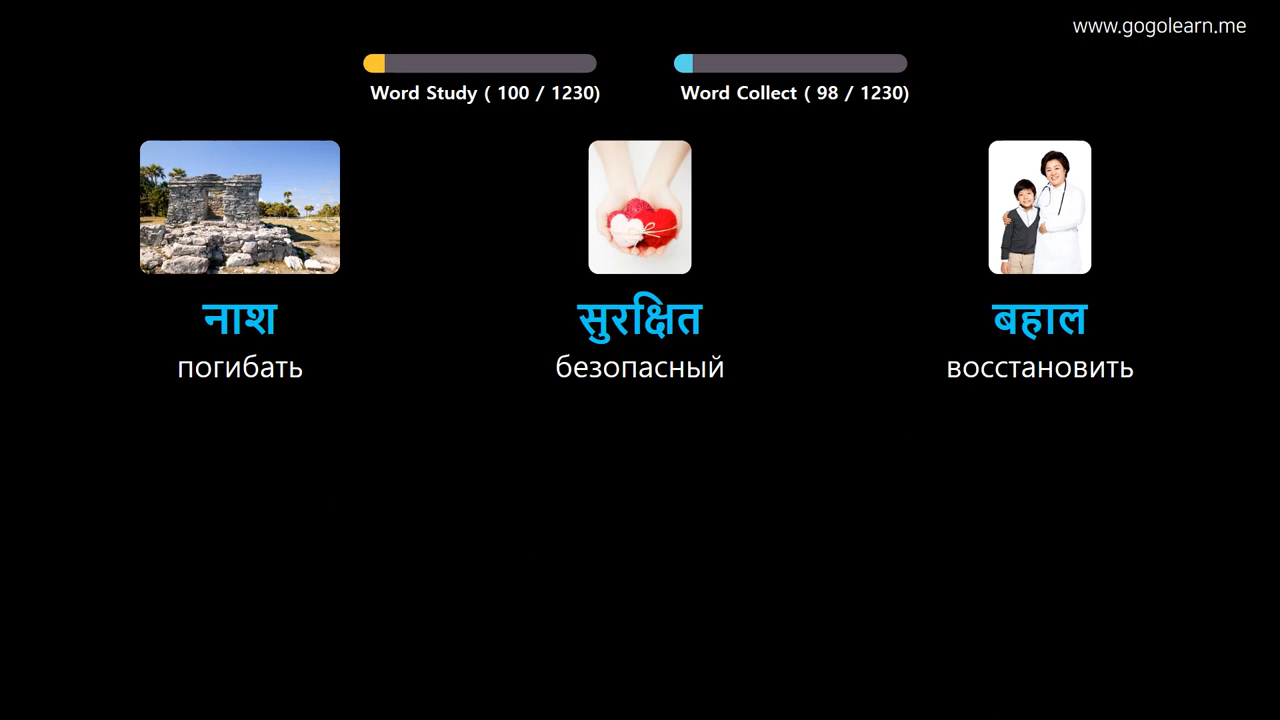 www.gogolearn.me
Word Study ( 100 / 1230)
Word Collect ( 98 / 1230)
नाश
सुरक्षित
बहाल
погибать
безопасный
восстановить